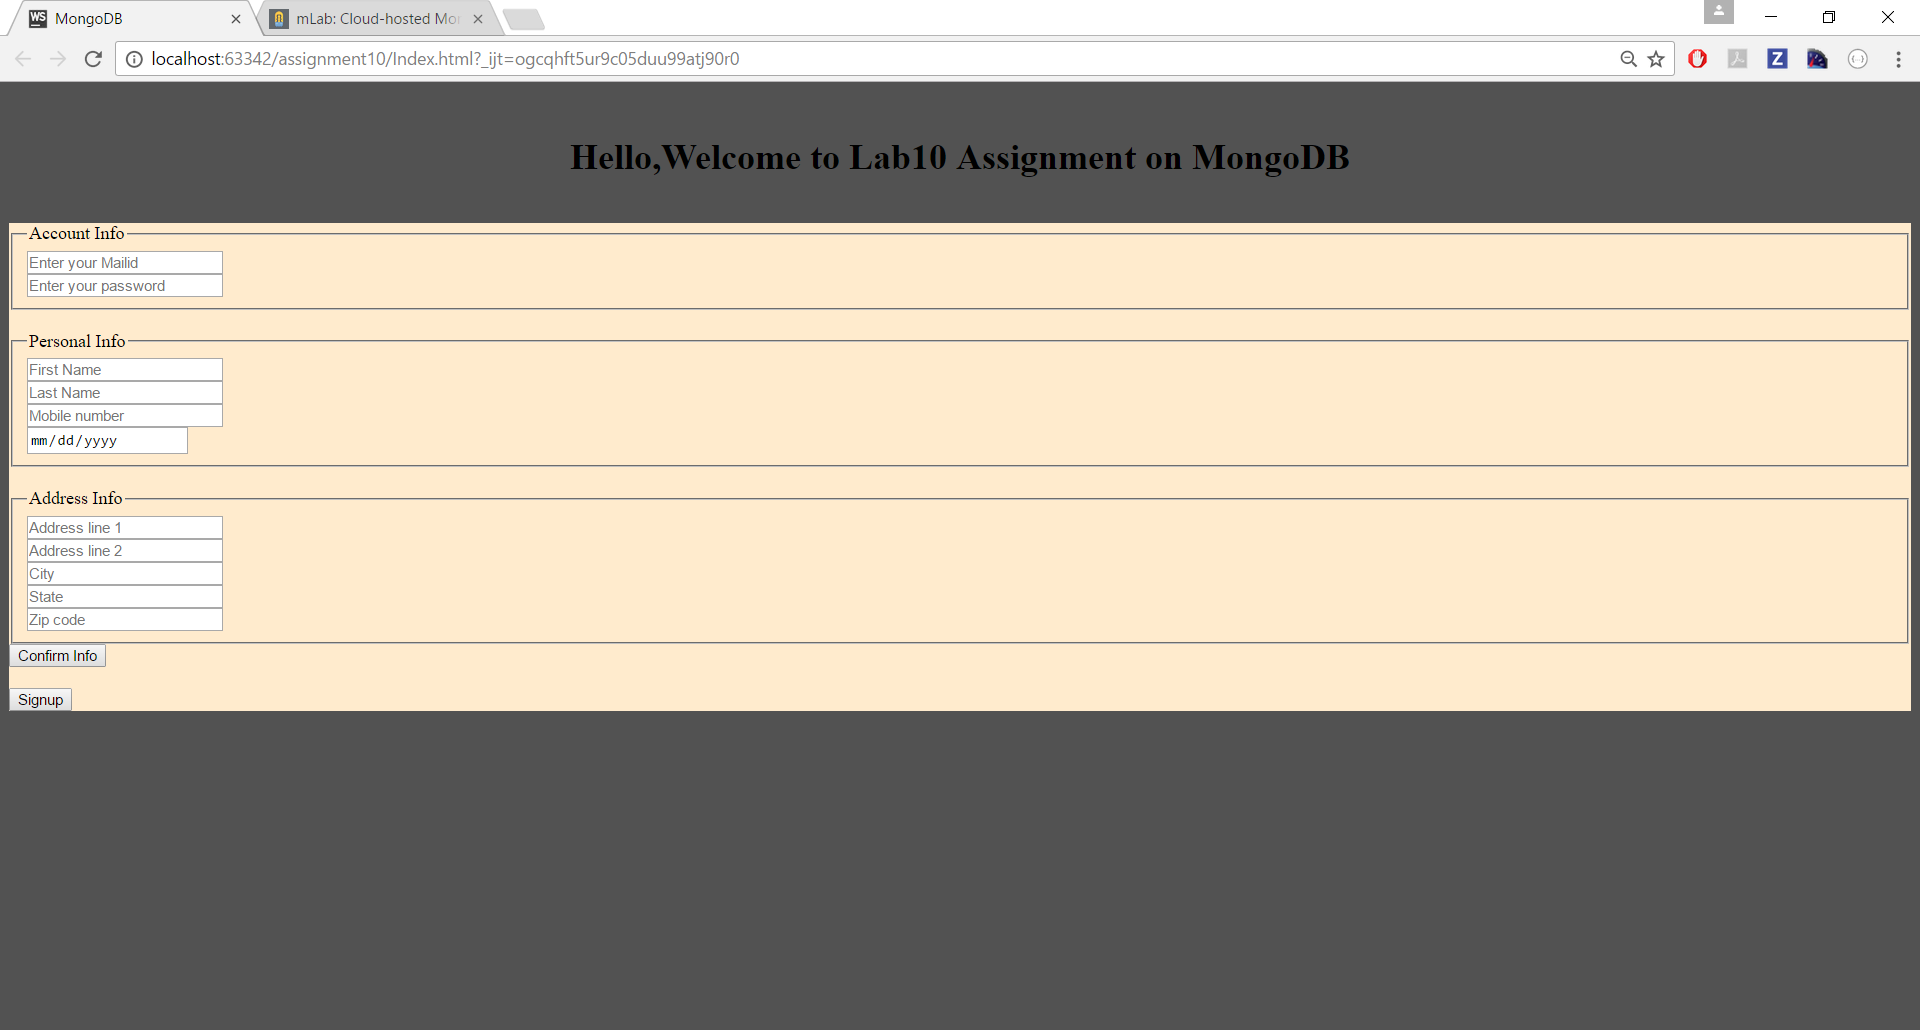 MongoDB
mLab: Cloud-hosted Mo
localhost:63342/assignment10/Index.html?_ijt=ogcqhft5ur9c05duu99atj90r0
Hello,Welcome to Lab10 Assignment on MongoDB
Account Info
Enter your Mailid
Enter your password
Personal Info
First Name
Last Name
Mobile number
mm/dd/yyyy
Address Info
Address line 1
Address line 2
City
State
Zip code
Confirm Info
Signup